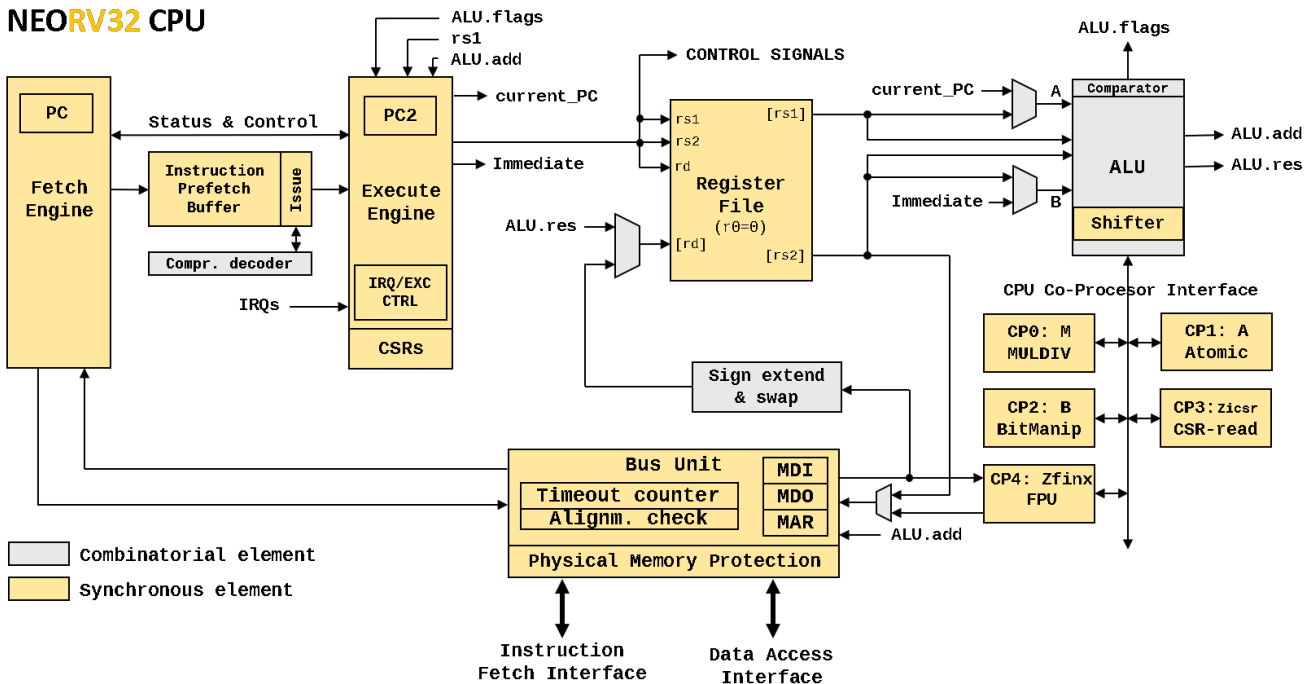 NEORV32 CPU
ALU.flags
rs1
ALU.add
CONTROL SIGNALS
ALU.flags
PC
Status & Control
PC2
current_PC
rs1
rs2
rd
[rs1]
current_PC
A
Comparator
ALU.add
ALU.res
Fetch
Engine
Instruction
Prefetch
Buffer
Issue
Execute
Engine
Immediate
Register
File
(r0=0)
Immediate
B
ALU
Shifter
Compr. decoder
ALU.res
[rd]
[rs2]
IRQs
IRQ/EXC
CTRL
CSRs
CPU Co-Procesor Interface
CP0: M
MULDIV
CP1: A
Atomic
Sign extend
& swap
CP2: B
BitManip
CP3:Zicsr
CSR-read
Bus Unit
MDI
MDO
MAR
Timeout counter
Alignm. check
CP4: Zfinx
FPU
ALU.add
Physical Memory Protection
Combinatorial element
Synchronous element
Instruction
Fetch Interface
Data Access
Interface